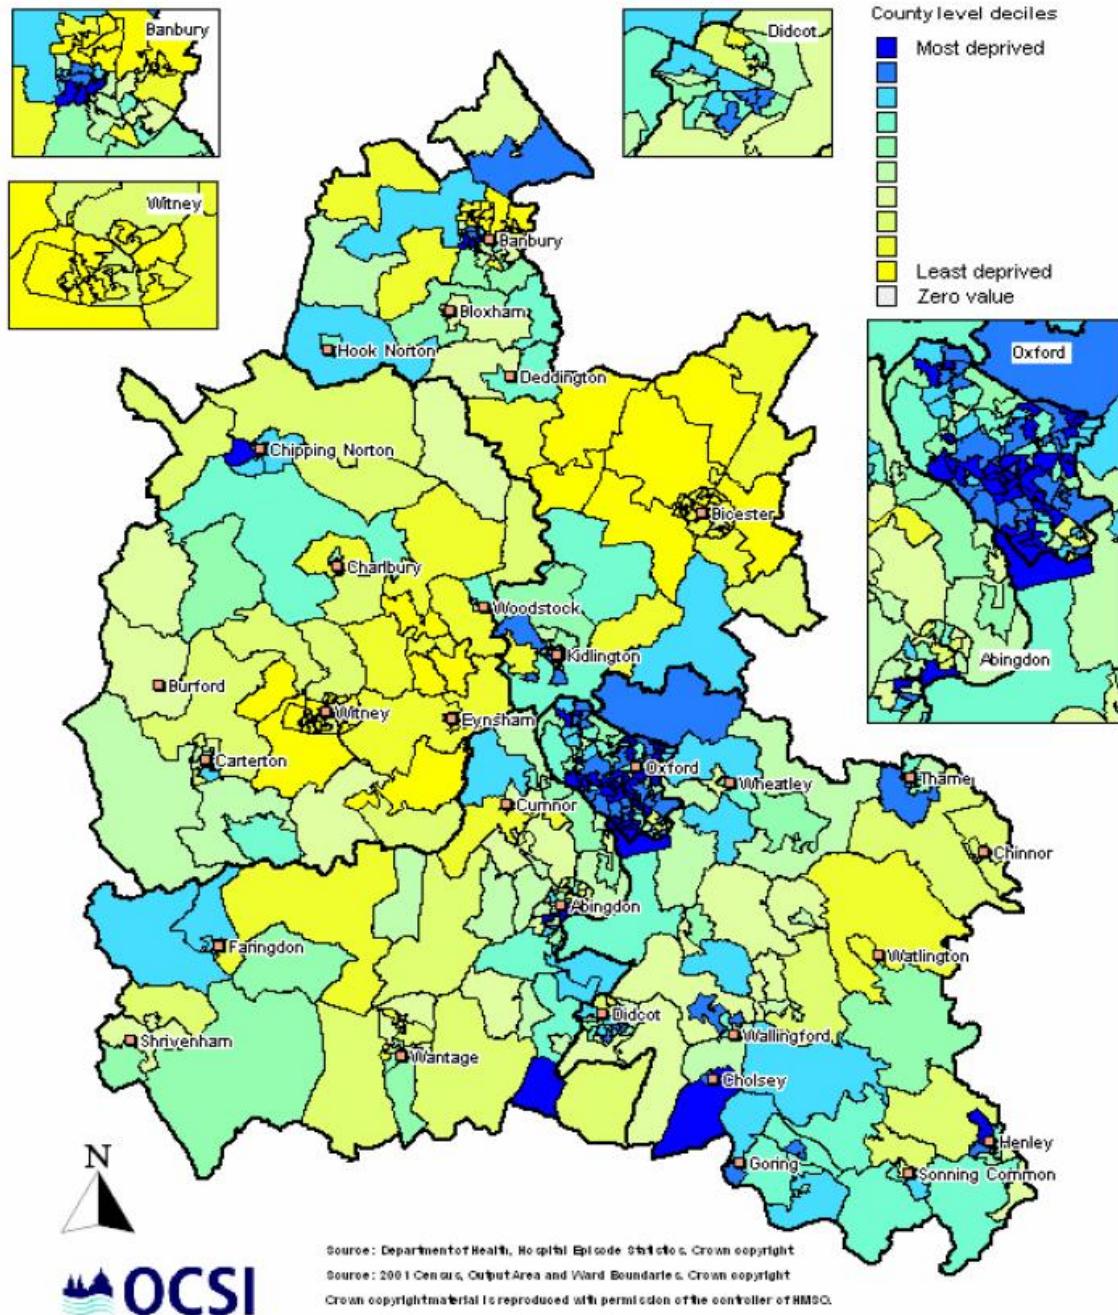 County level deciles
Most deprived
Least deprived
Zero value
Banbury
Didcot
Witney
Oxford
Abingdon
Banbury
Bloxham
Hook Norton
Deddington
Chipping Norton
Bicester
Charlbury
Woodstock
Kidlington
Burford
Witney
Eynsham
Carterton
Oxford
Wheatley
Thame
Cumnor
Chinnor
Abingdon
Faringdon
Watlington
Didcot
Shrivenham
Wantage
Wallingford
Cholsey
Henley
Goring
Sonning Common
N
OCSI
Source: Department of Health, Hospital Episode Statistics. Crown copyright
Source: 2001 Census, Output Area and Ward Boundaries. Crown copyright
Crown copyright material is reproduced with permission of the controller of HMSO.